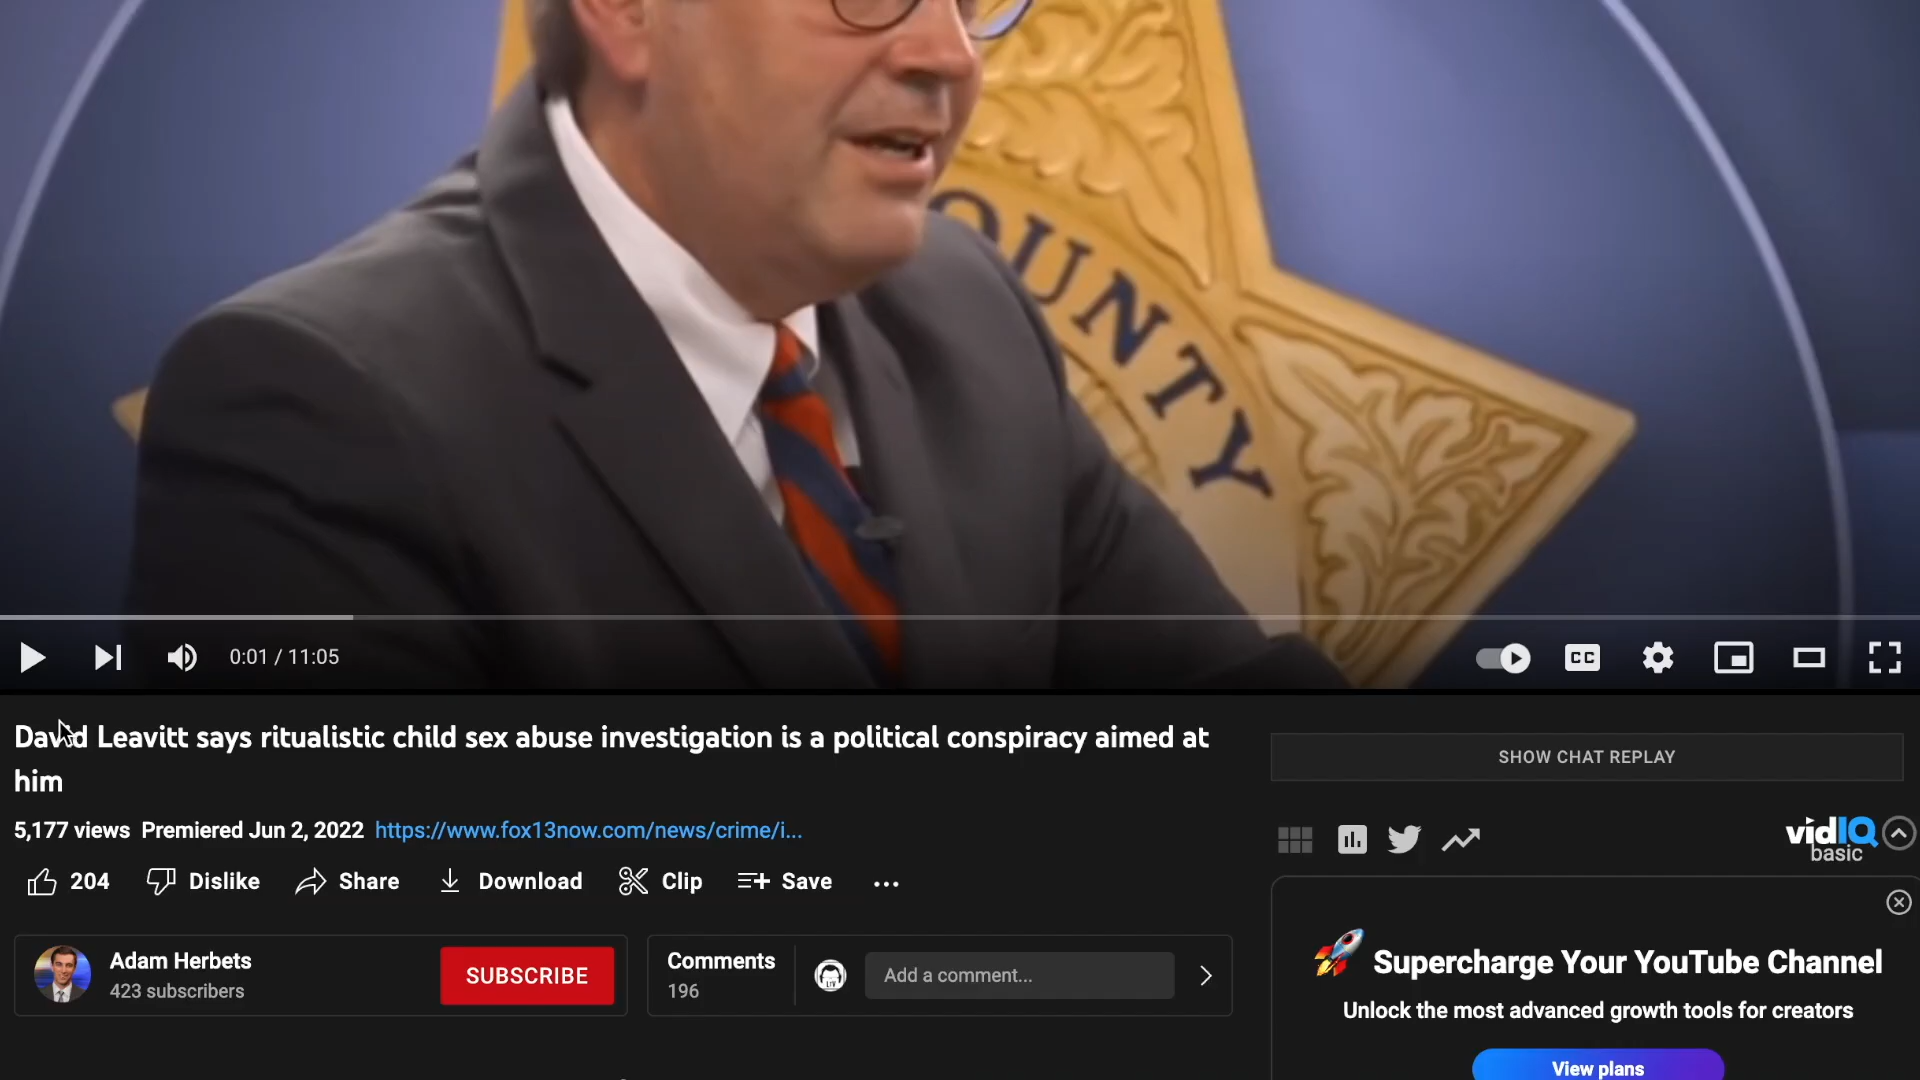 OUNTY
0:01 / 11:05
CC
David Leavitt says ritualistic child sex abuse investigation is a political conspiracy aimed at
him
5,177 views Premiered Jun 2, 2022 https://www.fox13now.com/news/crime/i...
204 Dislike Share Download Clip Save ...
Adam Herbets
423 subscribers
SUBSCRIBE
Comments
196
Add a comment...
SHOW CHAT REPLAY
vidIQ
basic
Supercharge Your YouTube Channel
Unlock the most advanced growth tools for creators
View plans